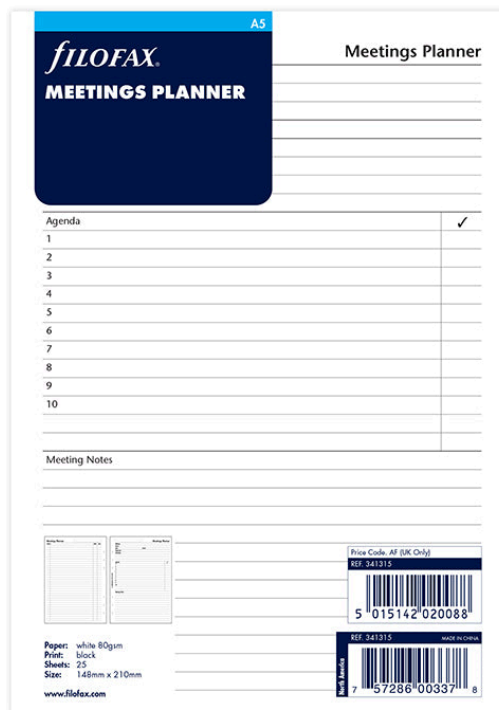 A5
FILOFAX®
MEETINGS PLANNER
Meetings Planner
Agenda ✓
1
2
3
4
5
6
7
8
9
10
Meeting Notes
Price Code. AF (UK Only)
REF. 341315
5 015142 020088
Paper: white 80gsm
Print: black
Sheets: 25
Size: 148mm x 210mm
www.filofax.com
REF. 341315 MADE IN CHINA
North America
7 57286 00337 8